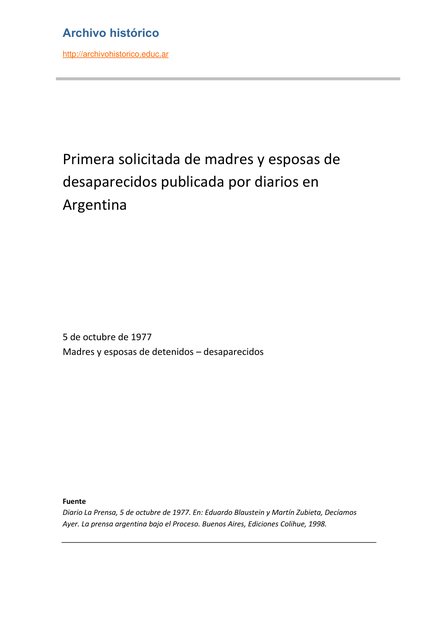 Archivo histórico
http://archivohistorico.educ.ar
Primera solicitada de madres y esposas de
desaparecidos publicada por diarios en
Argentina
5 de octubre de 1977
Madres y esposas de detenidos – desaparecidos
Fuente
Diario La Prensa, 5 de octubre de 1977. En: Eduardo Blaustein y Martín Zubieta, Decíamos
Ayer. La prensa argentina bajo el Proceso. Buenos Aires, Ediciones Colihue, 1998.